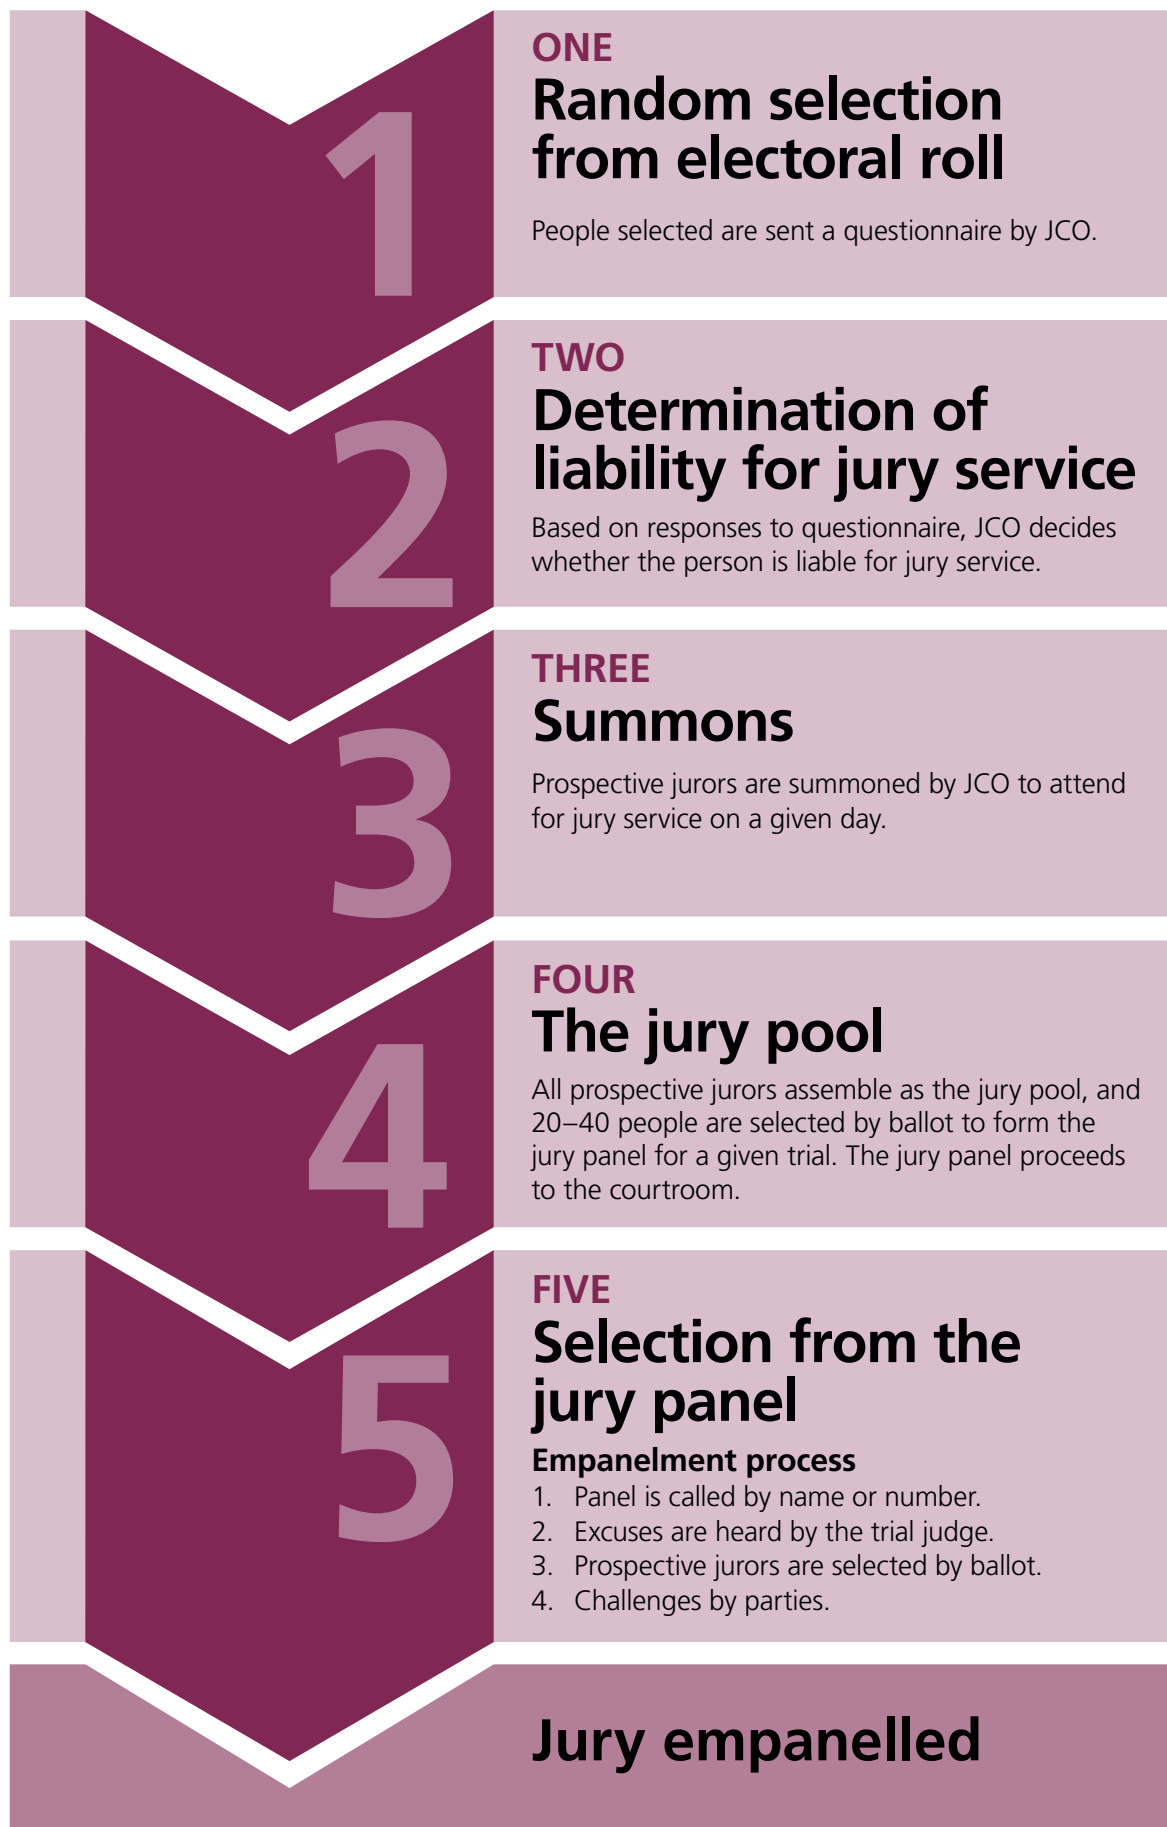 1
ONE
Random selection
from electoral roll
People selected are sent a questionnaire by JCO.
2
TWO
Determination of
liability for jury service
Based on responses to questionnaire, JCO decides
whether the person is liable for jury service.
3
THREE
Summons
Prospective jurors are summoned by JCO to attend
for jury service on a given day.
4
FOUR
The jury pool
All prospective jurors assemble as the jury pool, and
20–40 people are selected by ballot to form the
jury panel for a given trial. The jury panel proceeds
to the courtroom.
5
FIVE
Selection from the
jury panel
Empanelment process
1. Panel is called by name or number.
2. Excuses are heard by the trial judge.
3. Prospective jurors are selected by ballot.
4. Challenges by parties.
Jury empanelled